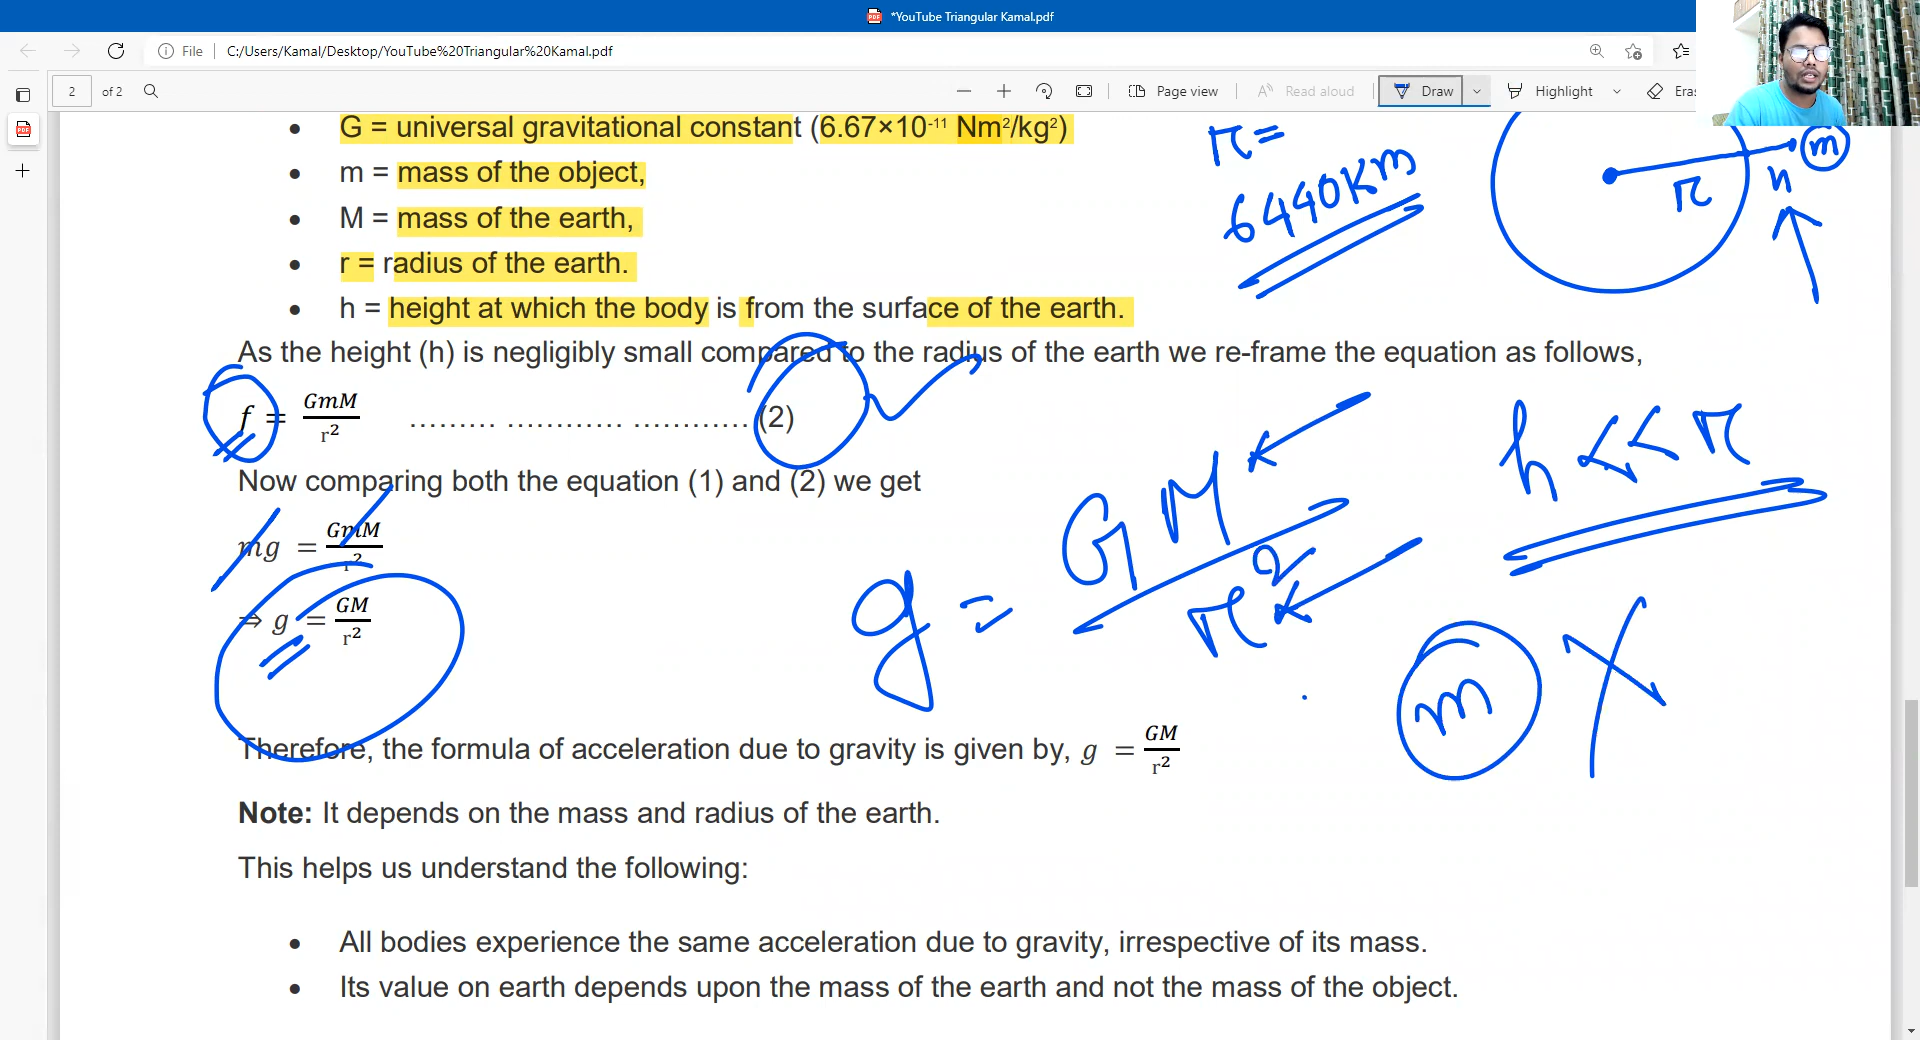 *YouTube Triangular Kamal.pdf
File C:/Users/Kamal/Desktop/YouTube%20Triangular%20Kamal.pdf
2 of 2 Page view Read aloud Draw Highlight
• G = universal gravitational constant (6.67×10⁻¹¹ Nm²/kg²)
• m = mass of the object,
• M = mass of the earth,
• r = radius of the earth.
• h = height at which the body is from the surface of the earth.
r =
6440Km
r h m
As the height (h) is negligibly small compared to the radius of the earth we re-frame the equation as follows,
f = GmM/r² ……… ………… ………… (2)
h << r
Now comparing both the equation (1) and (2) we get
mg = GmM/r²
⇒ g = GM/r²
g = GM/r²
m
Therefore, the formula of acceleration due to gravity is given by, g = GM/r²
Note: It depends on the mass and radius of the earth.
This helps us understand the following:
• All bodies experience the same acceleration due to gravity, irrespective of its mass.
• Its value on earth depends upon the mass of the earth and not the mass of the object.